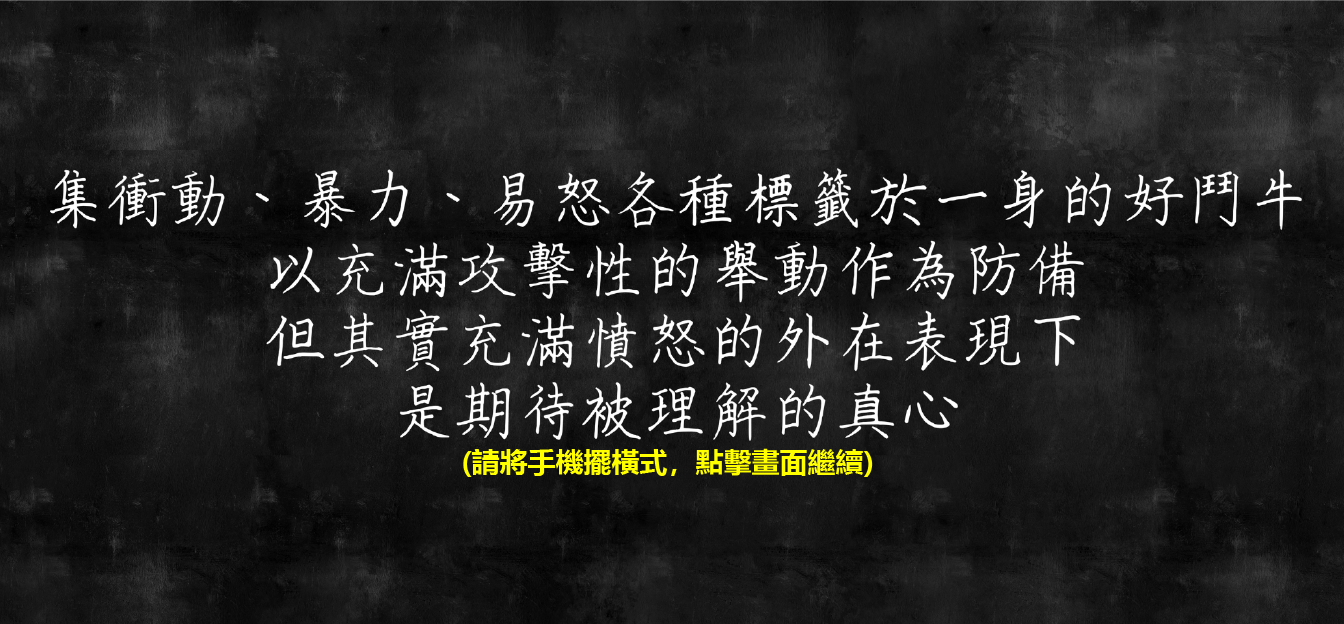 集衝動、暴力、易怒各種標籤於一身的好鬥牛
以充滿攻擊性的舉動作為防備
但其實充滿憤怒的外在表現下
是期待被理解的真心
(請將手機擺橫式，點擊畫面繼續)